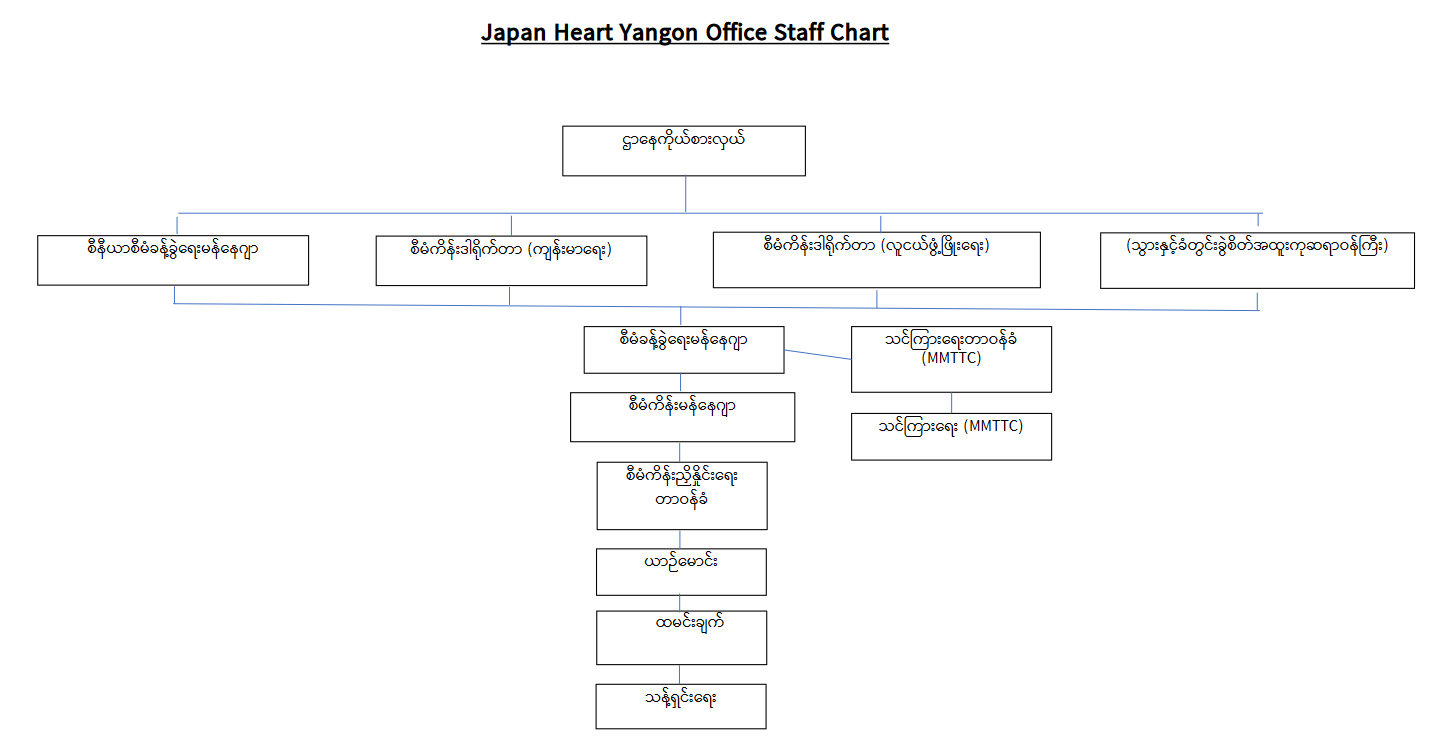 Japan Heart Yangon Office Staff Chart
ဌာနေကိုယ်စားလှယ်
စီနီယာစီမံခန့်ခွဲရေးမန်နေဂျာ
စီမံကိန်းဒါရိုက်တာ (ကျန်းမာရေး)
စီမံကိန်းဒါရိုက်တာ (လူငယ်ဖွံ့ဖြိုးရေး)
(သွားနှင့်ခံတွင်းခွဲစိတ်အထူးကုဆရာဝန်ကြီး)
စီမံခန့်ခွဲရေးမန်နေဂျာ
သင်ကြားရေးတာဝန်ခံ
(MMTTC)
စီမံကိန်းမန်နေဂျာ
သင်ကြားရေး (MMTTC)
စီမံကိန်းညှိနှိုင်းရေး
တာဝန်ခံ
ယာဉ်မောင်း
ထမင်းချက်
သန့်ရှင်းရေး